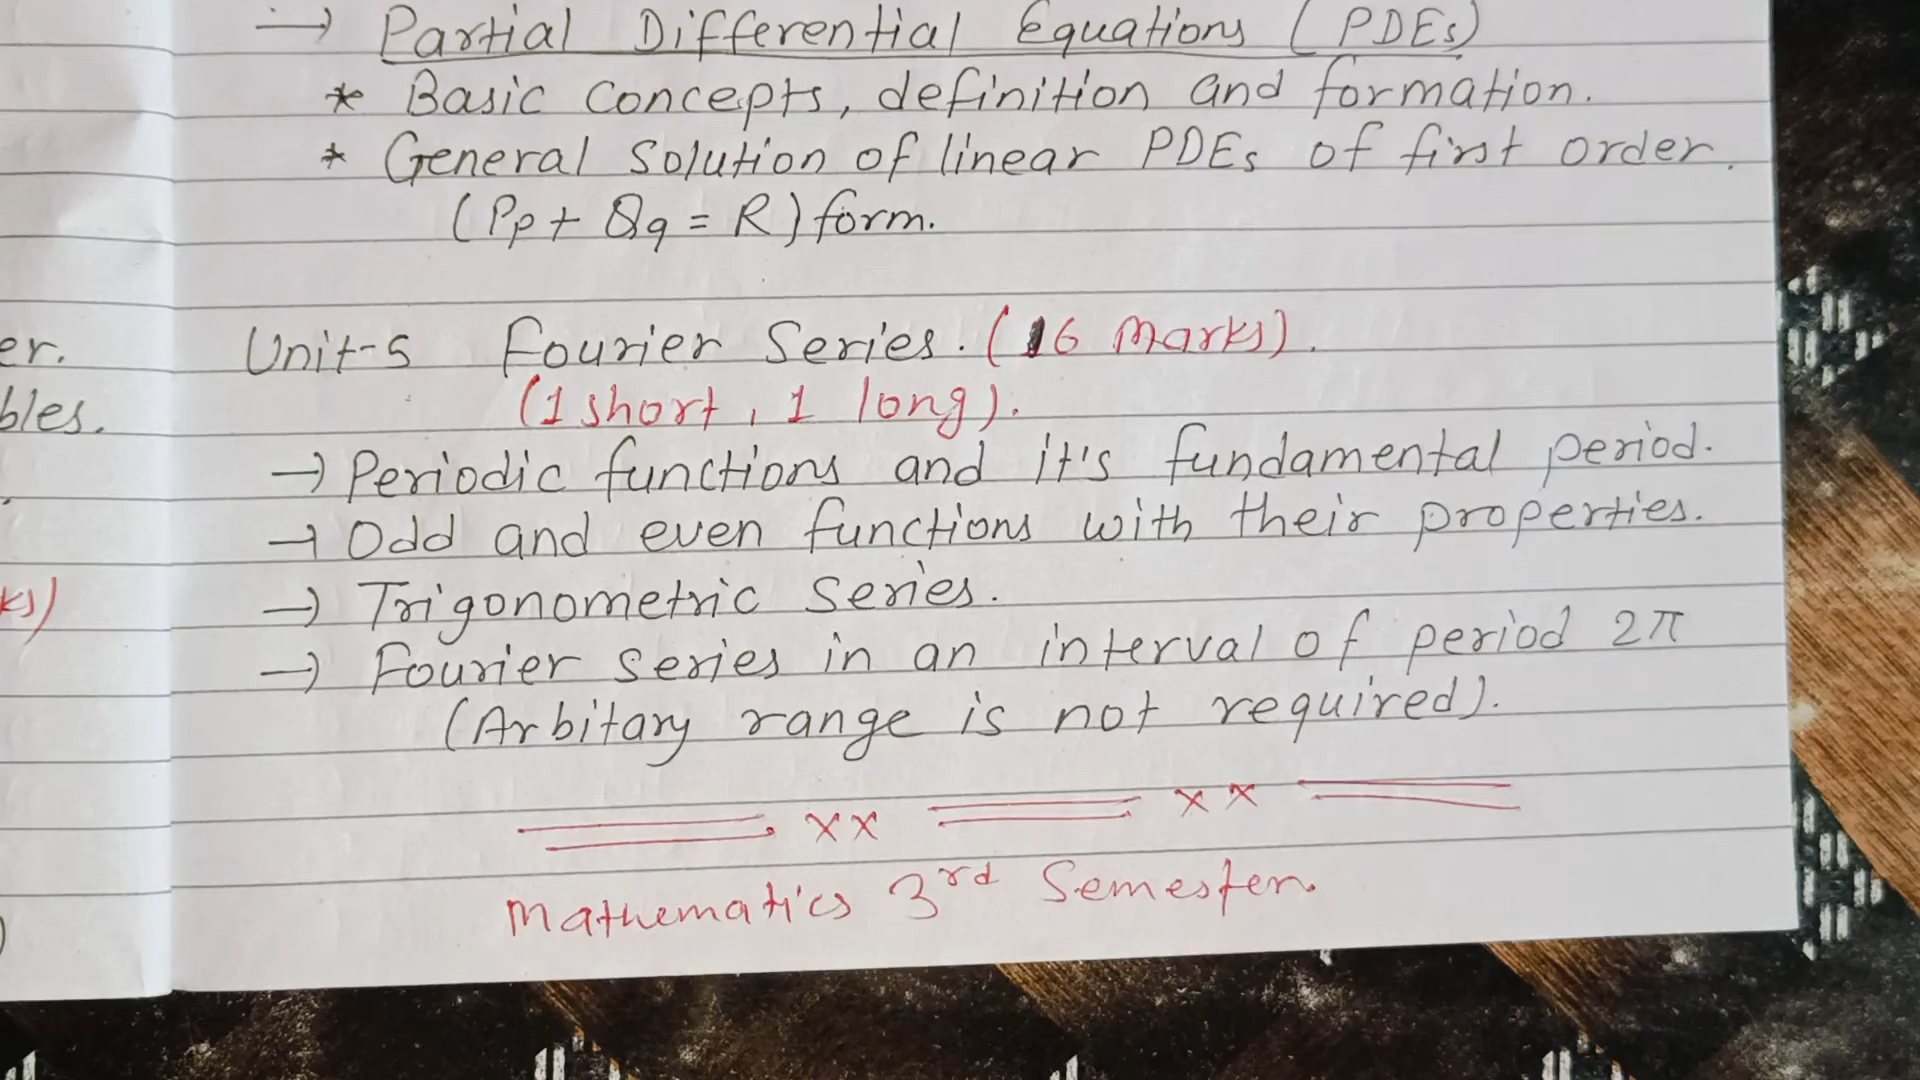 → Partial Differential Equations (PDEs)
* Basic concepts, definition and formation.
* General solution of linear PDEs of first order.
(Pp + Qq = R) form.
er.
Unit-5 Fourier Series. (16 Marks).
bles.
(1 short, 1 long).
→ Periodic functions and it's fundamental period.
→ Odd and even functions with their properties.
ks)
→ Trigonometric series.
→ Fourier series in an interval of period 2π
(Arbitary range is not required).
xx xx
Mathematics 3rd Semester.
)